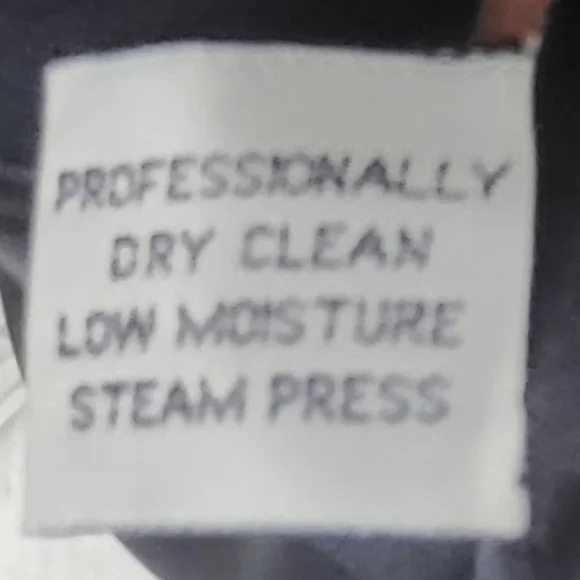 PROFESSIONALLY
DRY CLEAN
LOW MOISTURE
STEAM PRESS